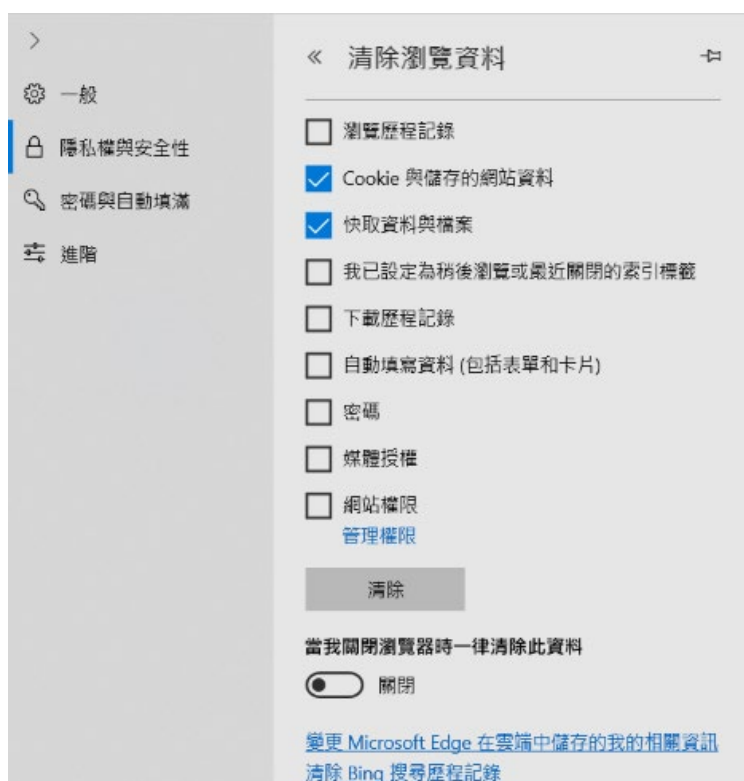 一般
隱私權與安全性
密碼與自動填滿
進階
清除瀏覽資料
瀏覽歷程記錄
Cookie 與儲存的網站資料
快取資料與檔案
我已設定為稍後瀏覽或最近關閉的索引標籤
下載歷程記錄
自動填寫資料 (包括表單和卡片)
密碼
媒體授權
網站權限
管理權限
清除
當我關閉瀏覽器時一律清除此資料
關閉
變更 Microsoft Edge 在雲端中儲存的我的相關資訊
清除 Bing 搜尋歷程記錄